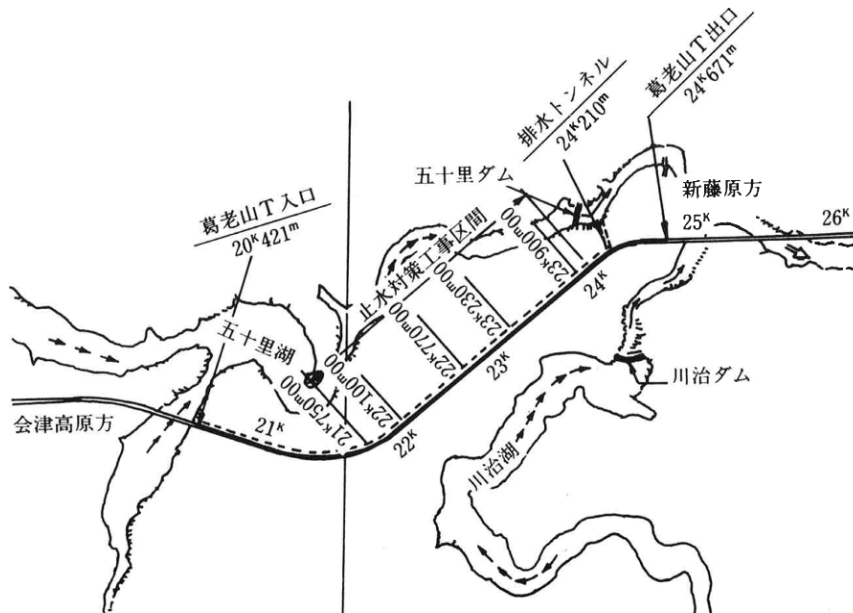 葛老山T出口
24ᴷ671ᵐ
排水トンネル
24ᴷ210ᵐ
五十里ダム
新藤原方
25ᴷ
26ᴷ
葛老山T入口
20ᴷ421ᵐ
止水対策工事区間
23ᴷ900ᵐ00
23ᴷ230ᵐ00
22ᴷ770ᵐ00
22ᴷ100ᵐ00
21ᴷ750ᵐ00
五十里湖
24ᴷ
23ᴷ
22ᴷ
21ᴷ
川治ダム
会津高原方
川治湖